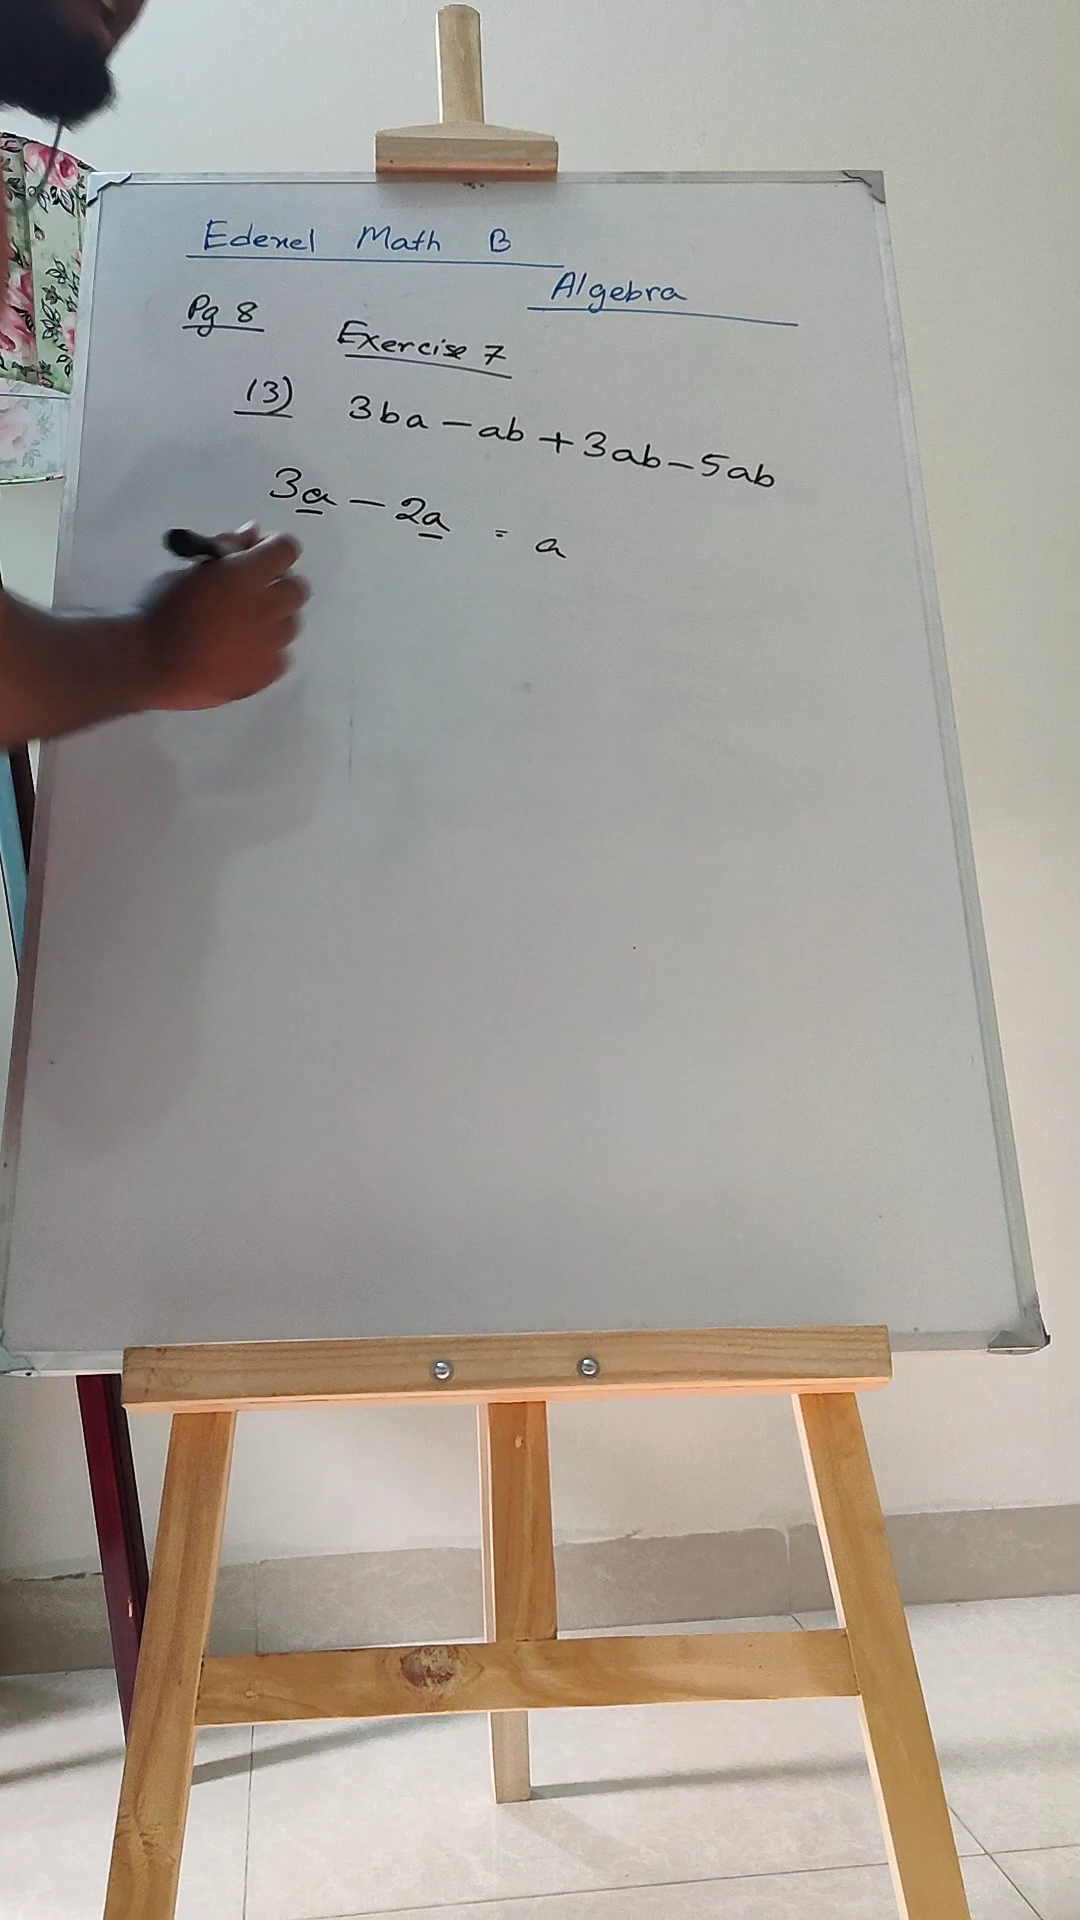 Edexel Math B
Algebra
Pg 8
Exercise 7
13) 3ba - ab + 3ab - 5ab
3a - 2a = a